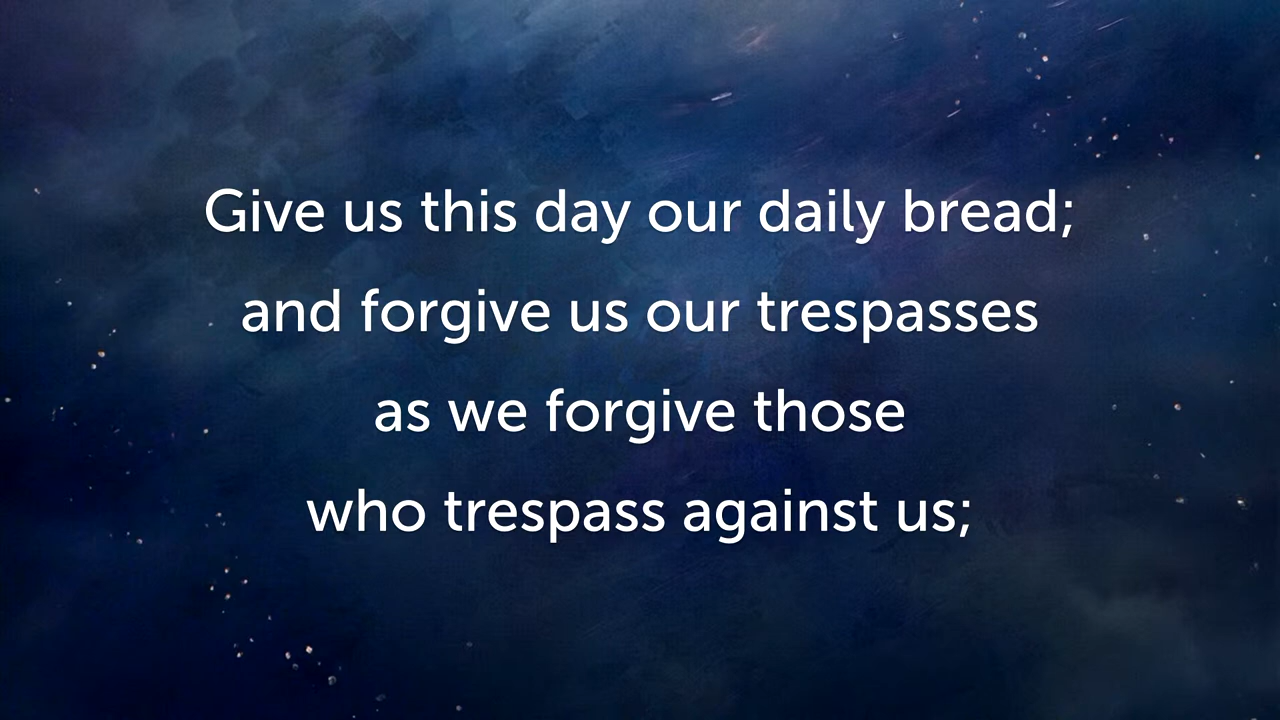 Give us this day our daily bread;
and forgive us our trespasses
as we forgive those
who trespass against us;